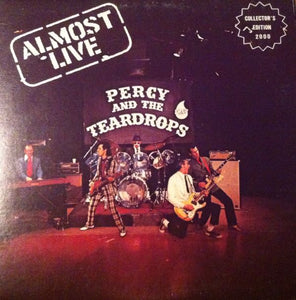 ALMOST
LIVE
COLLECTOR'S
EDITION
2000
PERCY
AND THE
TEARDROPS